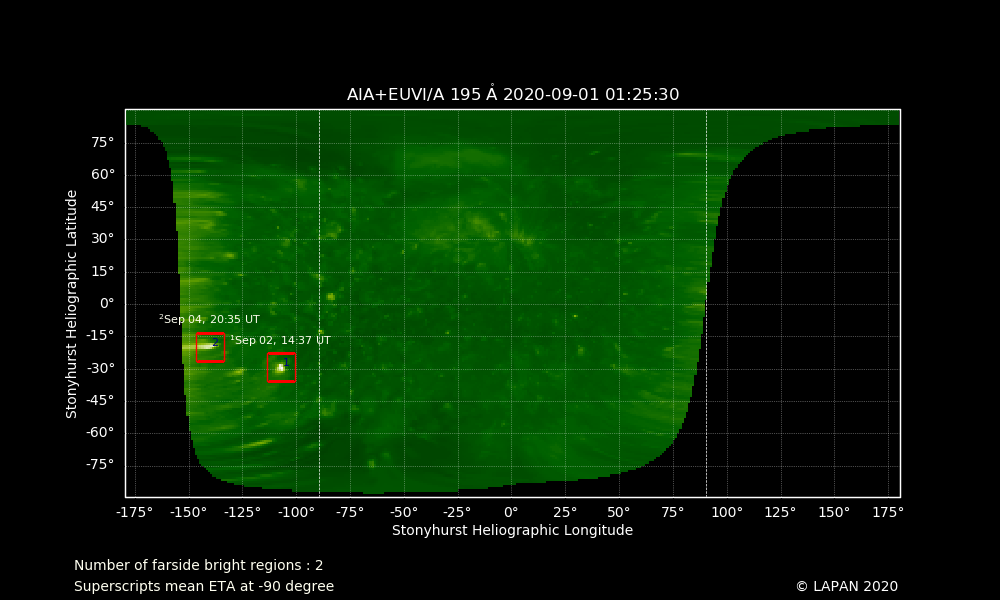 AIA+EUVI/A 195 Å 2020-09-01 01:25:30
Stonyhurst Heliographic Latitude
75°
60°
45°
30°
15°
0°
-15°
-30°
-45°
-60°
-75°
²Sep 04, 20:35 UT
2
¹Sep 02, 14:37 UT
1
-175° -150° -125° -100° -75° -50° -25° 0° 25° 50° 75° 100° 125° 150° 175°
Stonyhurst Heliographic Longitude
Number of farside bright regions : 2
Superscripts mean ETA at -90 degree
© LAPAN 2020